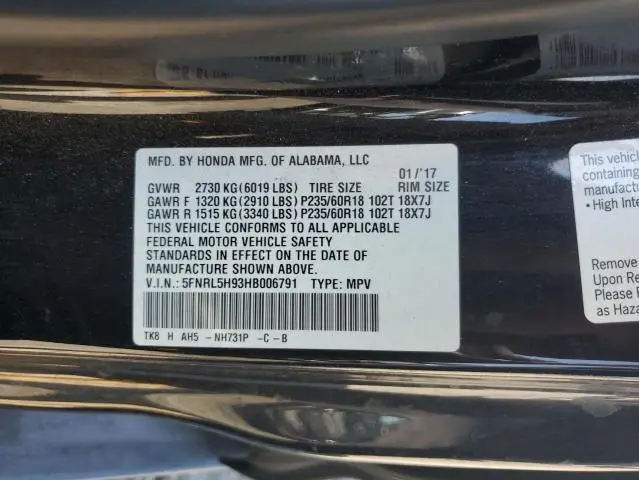 MFD. BY HONDA MFG. OF ALABAMA, LLC
01/'17
GVWR 2730 KG(6019 LBS) TIRE SIZE RIM SIZE
GAWR F 1320 KG(2910 LBS)P235/60R18 102T 18X7J
GAWR R 1515 KG(3340 LBS)P235/60R18 102T 18X7J
THIS VEHICLE CONFORMS TO ALL APPLICABLE
FEDERAL MOTOR VEHICLE SAFETY
STANDARDS IN EFFECT ON THE DATE OF
MANUFACTURE SHOWN ABOVE.
V.I.N.: 5FNRL5H93HB006791 TYPE: MPV
TK8 H AH5 -NH731P -C-B
This vehicle
containing
• High Int
Remove
Upon Re
Please
as Haza